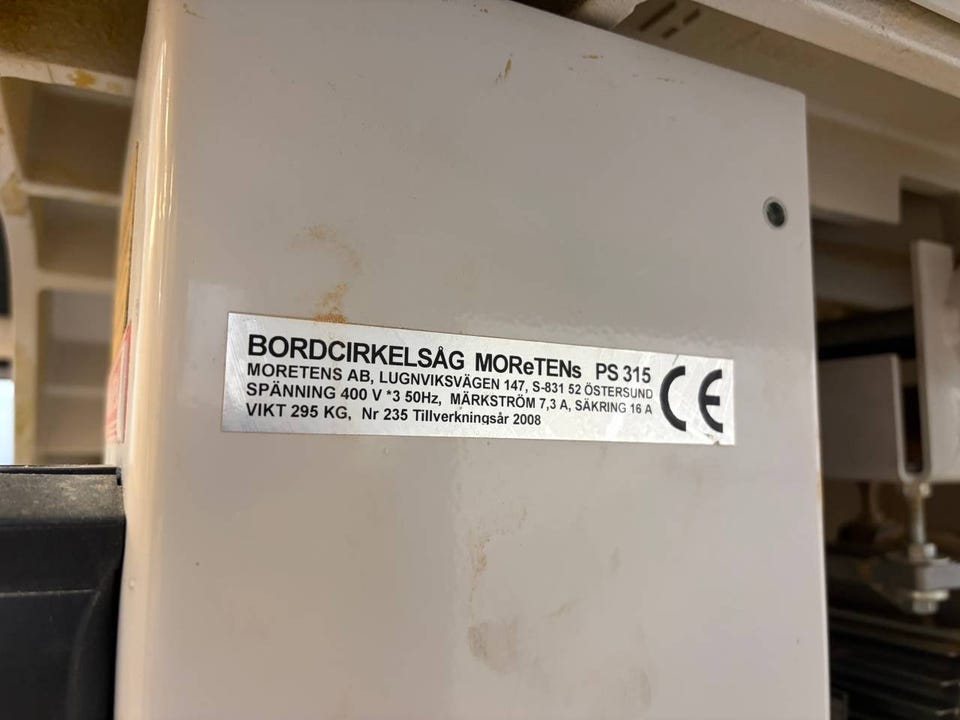 BORDCIRKELSÅG MOReTENs PS 315
MORETENS AB, LUGNVIKSVÄGEN 147, S-831 52 ÖSTERSUND
SPÄNNING 400 V *3 50Hz, MÄRKSTRÖM 7,3 A, SÄKRING 16 A
VIKT 295 KG, Nr 235 Tillverkningsår 2008
CE